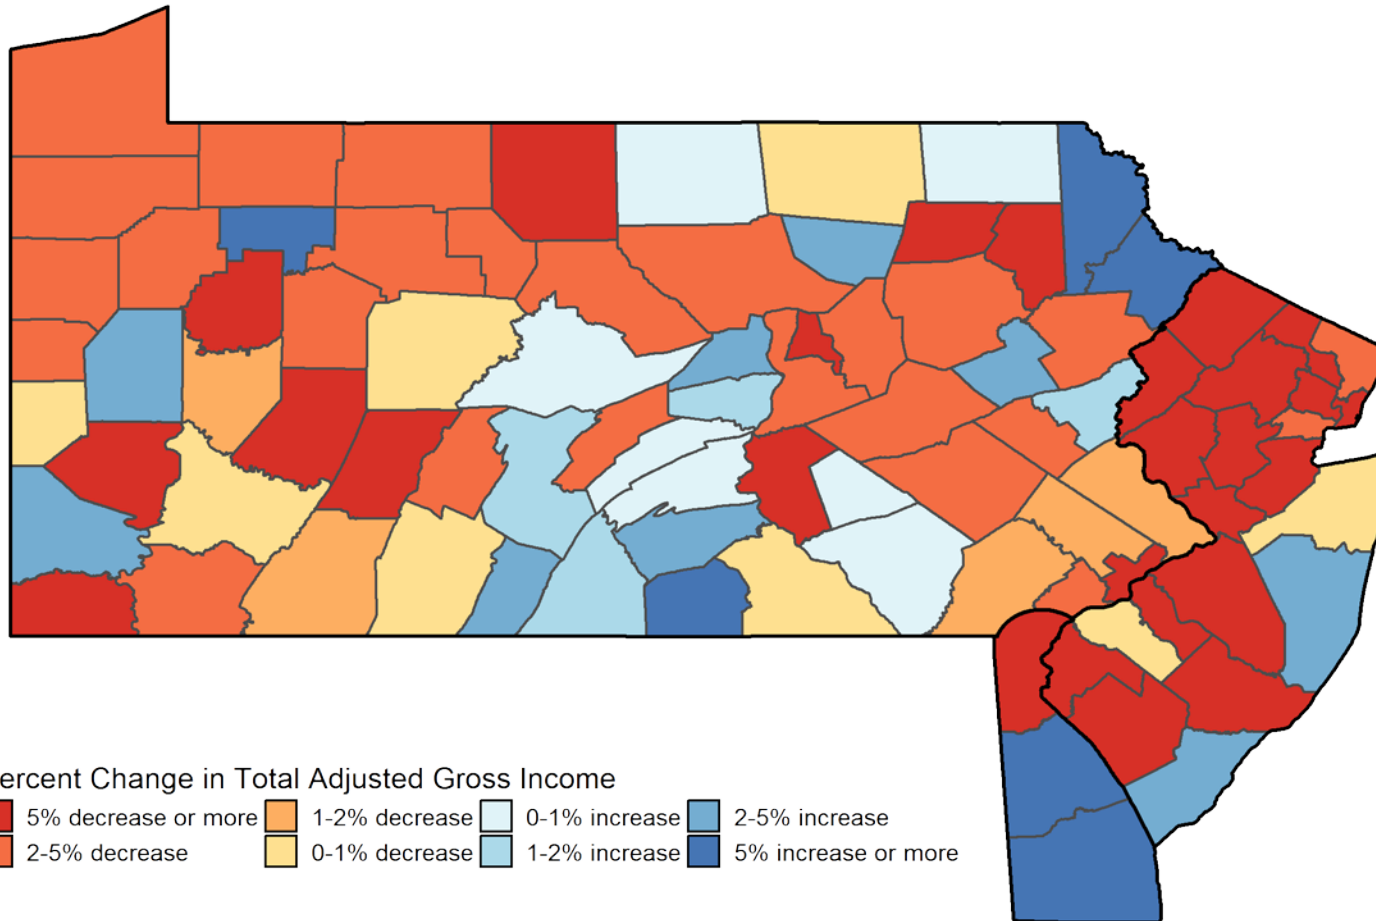 ercent Change in Total Adjusted Gross Income
5% decrease or more 1-2% decrease 0-1% increase 2-5% increase
2-5% decrease 0-1% decrease 1-2% increase 5% increase or more